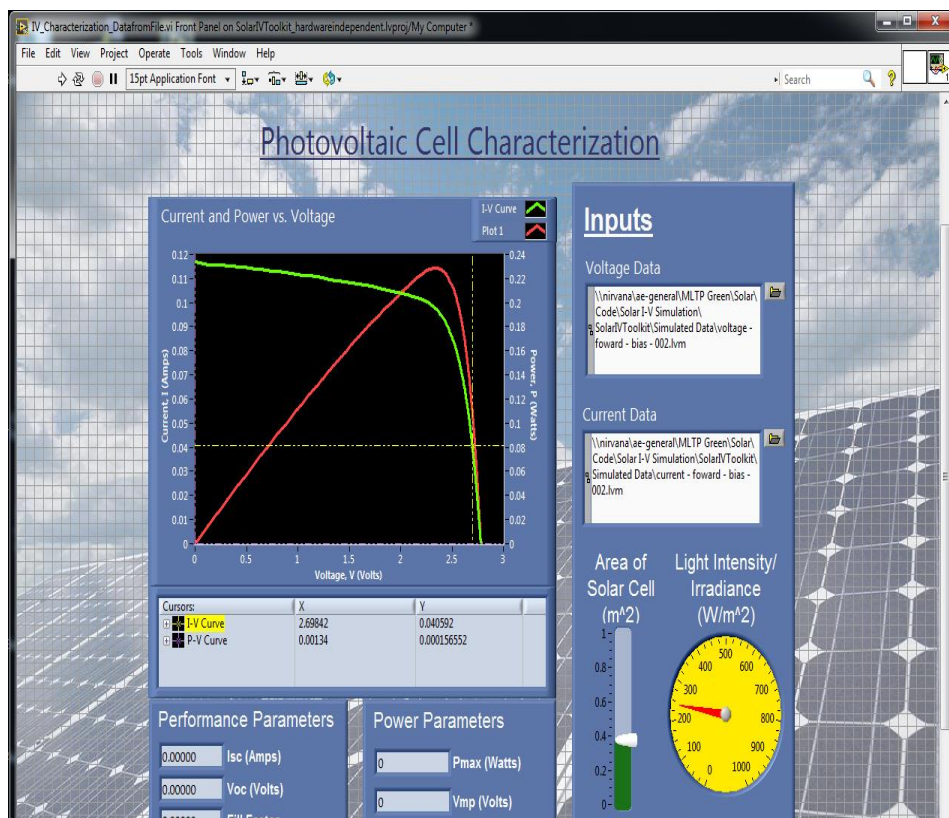 IV_Characterization_DatafromFile.vi Front Panel on SolarIVToolkit_hardwareindependent.lvproj/My Computer *
File Edit View Project Operate Tools Window Help
15pt Application Font
Search
Photovoltaic Cell Characterization
Current and Power vs. Voltage
I-V Curve
Plot 1
0.12
0.11
0.1
0.09
0.08
0.07
0.06
0.05
0.04
0.03
0.02
0.01
0
Current, I (Amps)
0.24
0.22
0.2
0.18
0.16
0.14
0.12
0.1
0.08
0.06
0.04
0.02
0
Power, P (Watts)
0 0.5 1 1.5 2 2.5 3
Voltage, V (Volts)
Cursors: X Y
I-V Curve 2.69842 0.040592
P-V Curve 0.00134 0.000156552
Performance Parameters
0.00000 Isc (Amps)
0.00000 Voc (Volts)
Power Parameters
0 Pmax (Watts)
0 Vmp (Volts)
Inputs
Voltage Data
\\nirvana\ae-general\MLTP Green\Solar\
Code\Solar I-V Simulation\
SolarIVToolkit\Simulated Data\voltage -
foward - bias - 002.lvm
Current Data
\\nirvana\ae-general\MLTP Green\Solar\
Code\Solar I-V Simulation\SolarIVToolkit\
Simulated Data\current - foward - bias -
002.lvm
Area of
Solar Cell
(m^2)
1
0.8
0.6
0.4
0.2
0
Light Intensity/
Irradiance
(W/m^2)
0 100 200 300 400 500 600 700 800 900 1000